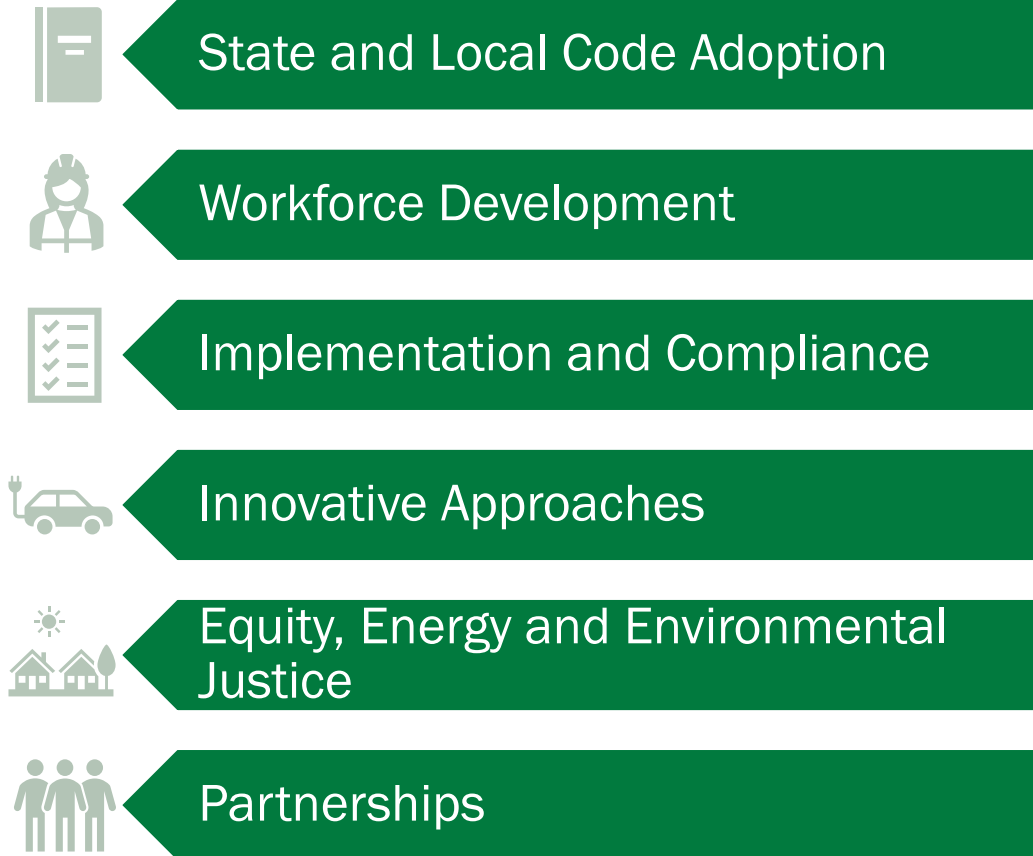 State and Local Code Adoption
Workforce Development
Implementation and Compliance
Innovative Approaches
Equity, Energy and Environmental
Justice
Partnerships